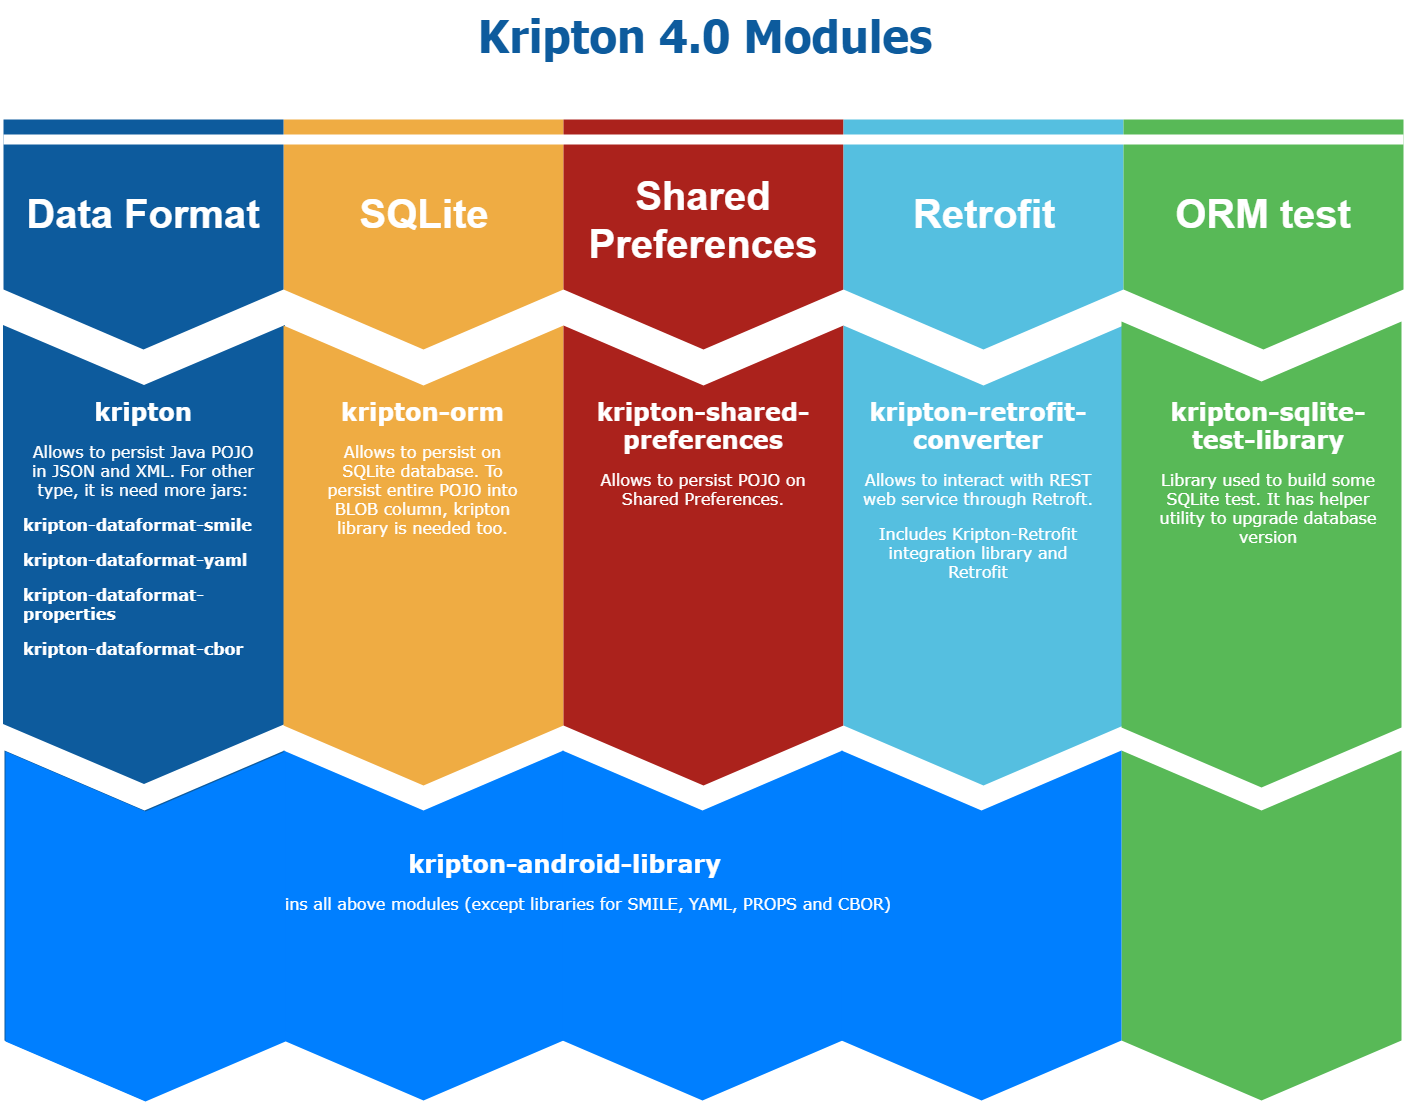 Kripton 4.0 Modules
Data Format
SQLite
Shared
Preferences
Retrofit
ORM test
kripton
Allows to persist Java POJO
in JSON and XML. For other
type, it is need more jars:
kripton-dataformat-smile
kripton-dataformat-yaml
kripton-dataformat-
properties
kripton-dataformat-cbor
kripton-orm
Allows to persist on
SQLite database. To
persist entire POJO into
BLOB column, kripton
library is needed too.
kripton-shared-
preferences
Allows to persist POJO on
Shared Preferences.
kripton-retrofit-
converter
Allows to interact with REST
web service through Retroft.
Includes Kripton-Retrofit
integration library and
Retrofit
kripton-sqlite-
test-library
Library used to build some
SQLite test. It has helper
utility to upgrade database
version
kripton-android-library
ins all above modules (except libraries for SMILE, YAML, PROPS and CBOR)